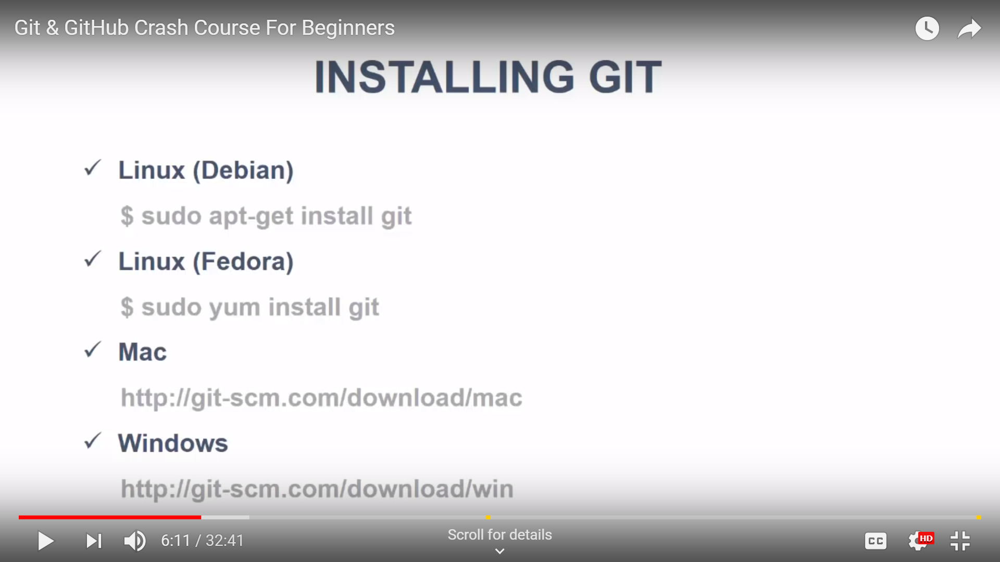 Git & GitHub Crash Course For Beginners
INSTALLING GIT
✓ Linux (Debian)
$ sudo apt-get install git
✓ Linux (Fedora)
$ sudo yum install git
✓ Mac
http://git-scm.com/download/mac
✓ Windows
http://git-scm.com/download/win
6:11 / 32:41
Scroll for details
CC
HD